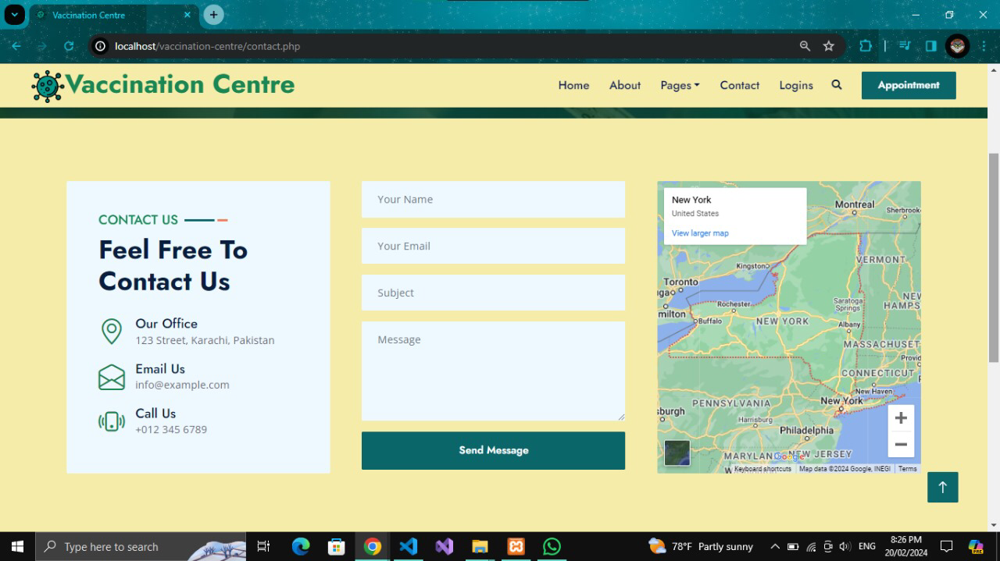 Vaccination Centre
localhost/vaccination-centre/contact.php
Vaccination Centre
Home About Pages Contact Logins Appointment
CONTACT US
Feel Free To
Contact Us
Our Office
123 Street, Karachi, Pakistan
Email Us
info@example.com
Call Us
+012 345 6789
Your Name
Your Email
Subject
Message
Send Message
New York
United States
View larger map
Montreal
Sherbrook
VERMONT
Kingston
Toronto
Rochester
Saratoga
Springs
NEW
HAMPS
milton
Buffalo
NEW YORK
Albany
MASSACHUSET
Provid
CONNECTICUT
New Haven
New York
PENNSYLVANIA
sburgh
Harrisburg
Philadelphia
MARYLAN
NEW JERSEY
Google
Keyboard shortcuts Map data ©2024 Google, INEGI Terms
Type here to search
78°F Partly sunny
ENG
8:26 PM
20/02/2024
PRE